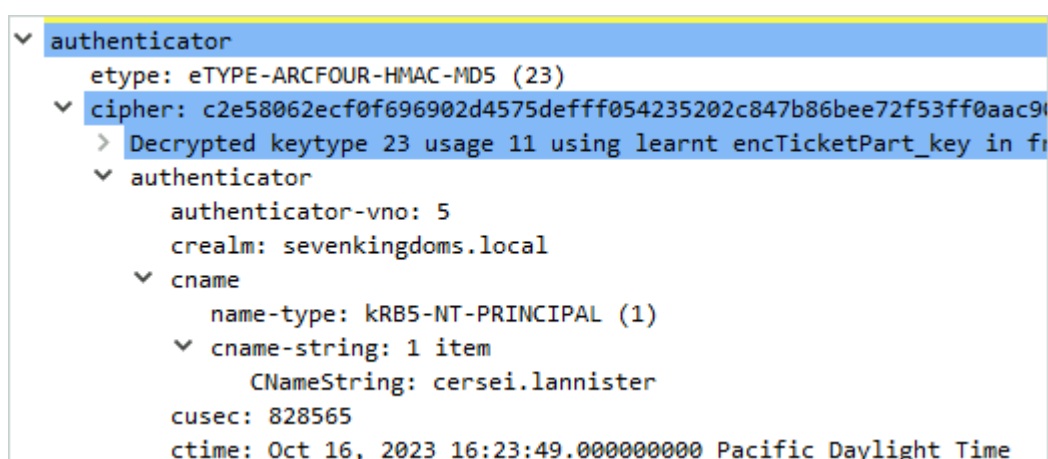 authenticator
etype: eTYPE-ARCFOUR-HMAC-MD5 (23)
cipher: c2e58062ecf0f696902d4575defff054235202c847b86bee72f53ff0aac9
Decrypted keytype 23 usage 11 using learnt encTicketPart_key in
authenticator
authenticator-vno: 5
crealm: sevenkingdoms.local
cname
name-type: kRB5-NT-PRINCIPAL (1)
cname-string: 1 item
CNameString: cersei.lannister
cusec: 828565
ctime: Oct 16, 2023 16:23:49.000000000 Pacific Daylight Time